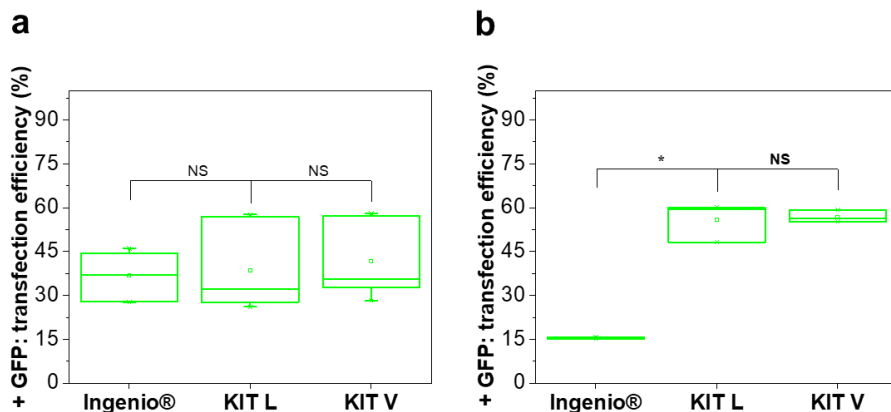 a
+ GFP: transfection efficiency (%)
90
75
60
45
30
15
0
NS
NS
Ingenio®
KIT L
KIT V
b
+ GFP: transfection efficiency (%)
90
75
60
45
30
15
0
*
NS
Ingenio®
KIT L
KIT V